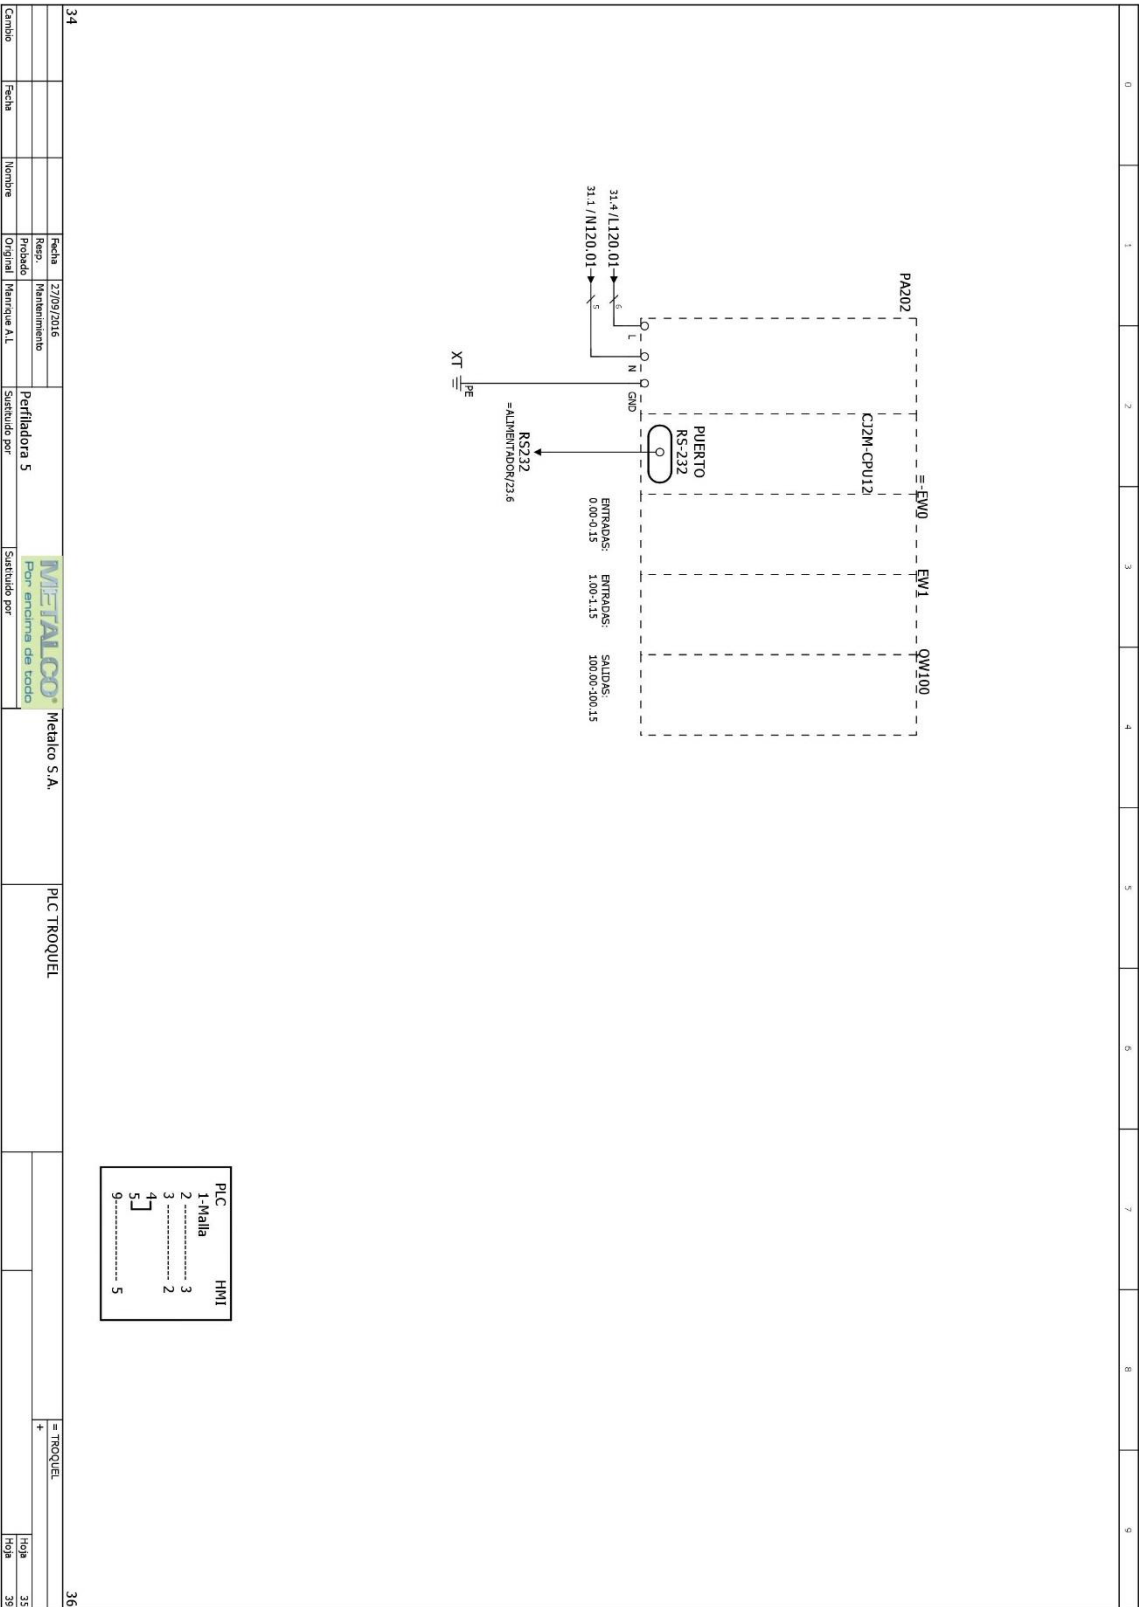 0 1 2 3 4 5 6 7 8 9
=-EW0 EW1 QW100
PA202
CJ2M-CPU12
PUERTO
RS-232
L N GND
31.4 /L120.01 6
31.1 /N120.01 5
ENTRADAS:
0.00-0.15
ENTRADAS:
1.00-1.15
SALIDAS:
100.00-100.15
RS232
=ALIMENTADOR/23.6
PE
XT
PLC HMI
1-Malla
2 -------------- 3
3 -------------- 2
4
5
9 -------------- 5
34 36
Fecha 27/09/2016
Resp. Mantenimiento
Probado
Cambio Fecha Nombre Original Manrique A.L
Perfiladora 5
Sustituido por
Sustituido por
METALCO®
Por encima de todo
Metalco S.A.
PLC TROQUEL
= TROQUEL
+
Hoja 35
Hoja 39